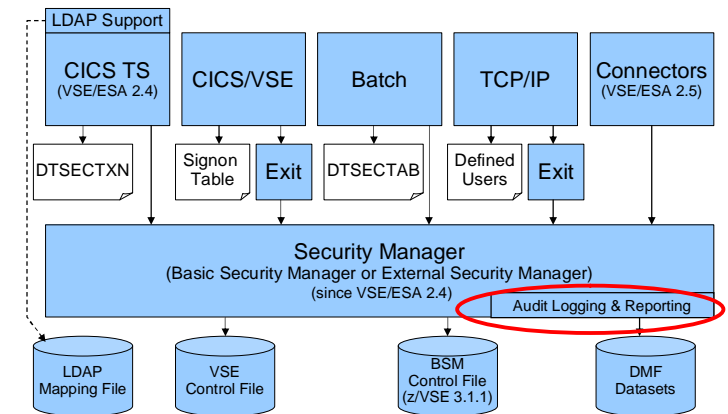 LDAP Support
CICS TS
(VSE/ESA 2.4)
CICS/VSE
Batch
TCP/IP
Connectors
(VSE/ESA 2.5)
DTSECTXN
Signon
Table
Exit
DTSECTAB
Defined
Users
Exit
Security Manager
(Basic Security Manager or External Security Manager)
(since VSE/ESA 2.4)
Audit Logging & Reporting
LDAP
Mapping File
VSE
Control File
BSM
Control File
(z/VSE 3.1.1)
DMF
Datasets